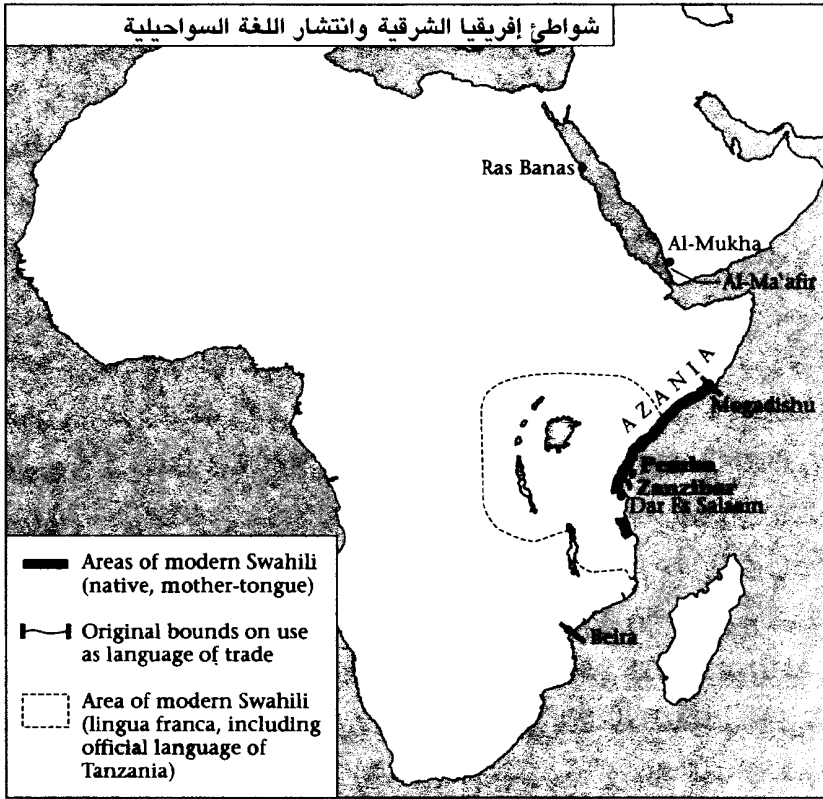 شواطئ إفريقيا الشرقية وانتشار اللغة السواحيلية
Ras Banas
Al-Mukha
Al-Ma'afir
AZANIA
Mogadishu
Pemba
Zanzibar
Dar Es Salaam
Beira
Areas of modern Swahili
(native, mother-tongue)
Original bounds on use
as language of trade
Area of modern Swahili
(lingua franca, including
official language of
Tanzania)